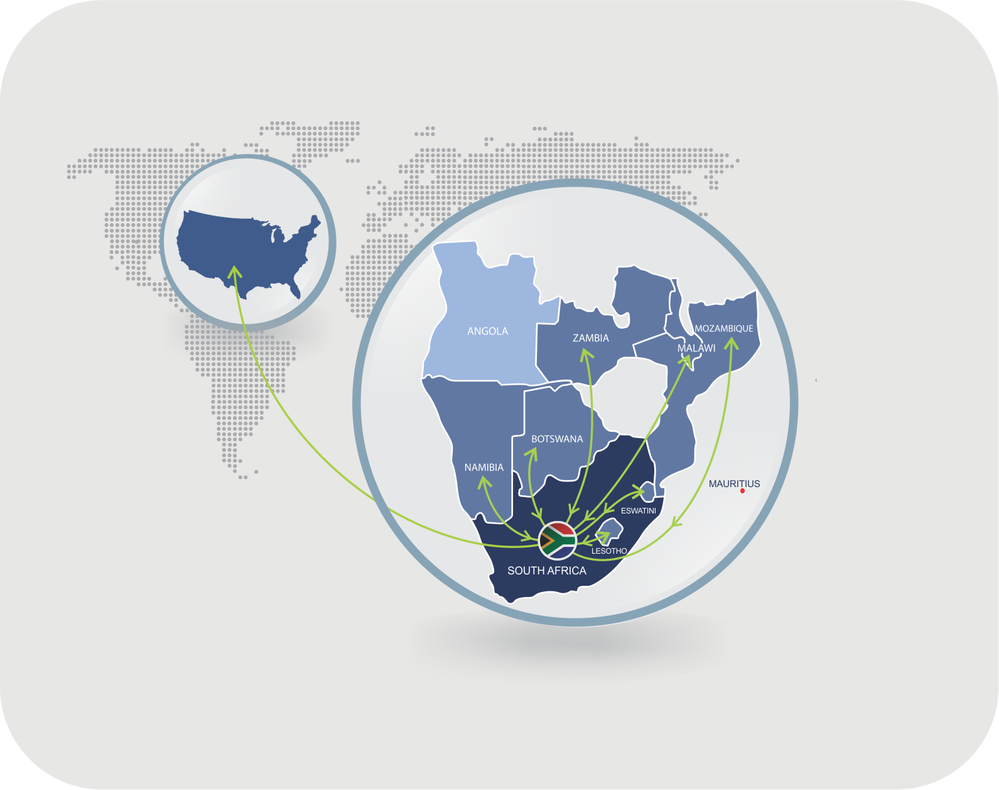 ANGOLA
ZAMBIA
MOZAMBIQUE
MALAWI
BOTSWANA
NAMIBIA
MAURITIUS
ESWATINI
LESOTHO
SOUTH AFRICA